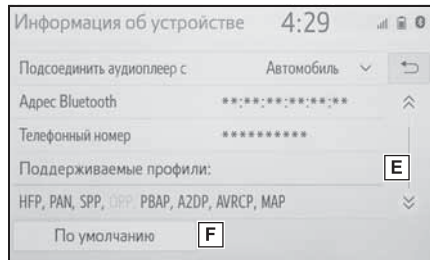 Информация об устройстве 4:29 0
Подсоединить аудиоплеер с Автомобиль
Адрес Bluetooth **:**:**:**:**:**
Телефонный номер **********
Поддерживаемые профили: E
HFP, PAN, SPP, OPP, PBAP, A2DP, AVRCP, MAP
По умолчанию F